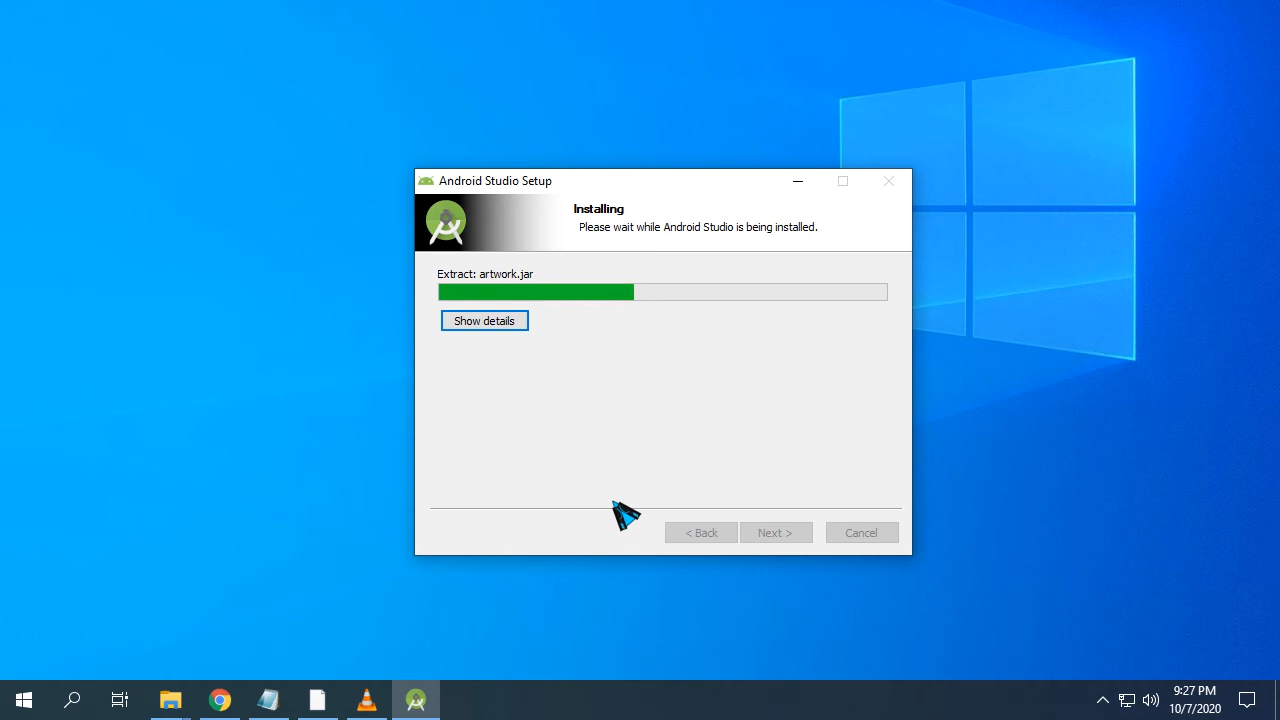 Android Studio Setup
Installing
Please wait while Android Studio is being installed.
Extract: artwork.jar
Show details
< Back
Next >
Cancel
9:27 PM
10/7/2020